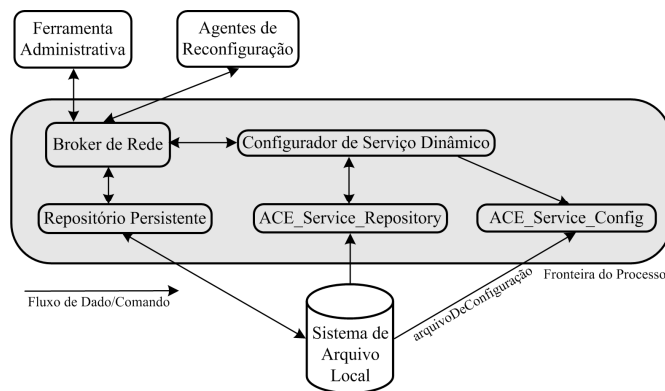 Ferramenta
Administrativa
Agentes de
Reconfiguração
Broker de Rede
Configurador de Serviço Dinâmico
Repositório Persistente
ACE_Service_Repository
ACE_Service_Config
Fronteira do Processo
Fluxo de Dado/Comando
arquivoDeConfiguração
Sistema de
Arquivo
Local